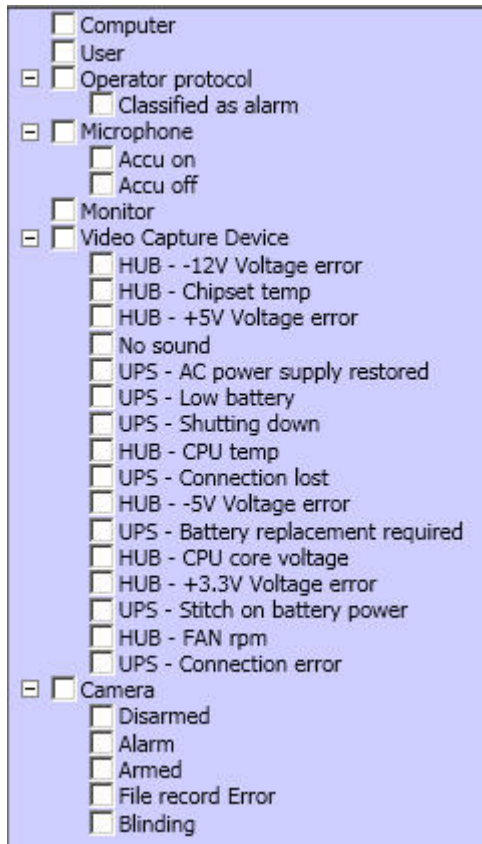 Computer
User
Operator protocol
Classified as alarm
Microphone
Accu on
Accu off
Monitor
Video Capture Device
HUB - -12V Voltage error
HUB - Chipset temp
HUB - +5V Voltage error
No sound
UPS - AC power supply restored
UPS - Low battery
UPS - Shutting down
HUB - CPU temp
UPS - Connection lost
HUB - -5V Voltage error
UPS - Battery replacement required
HUB - CPU core voltage
HUB - +3.3V Voltage error
UPS - Stitch on battery power
HUB - FAN rpm
UPS - Connection error
Camera
Disarmed
Alarm
Armed
File record Error
Blinding